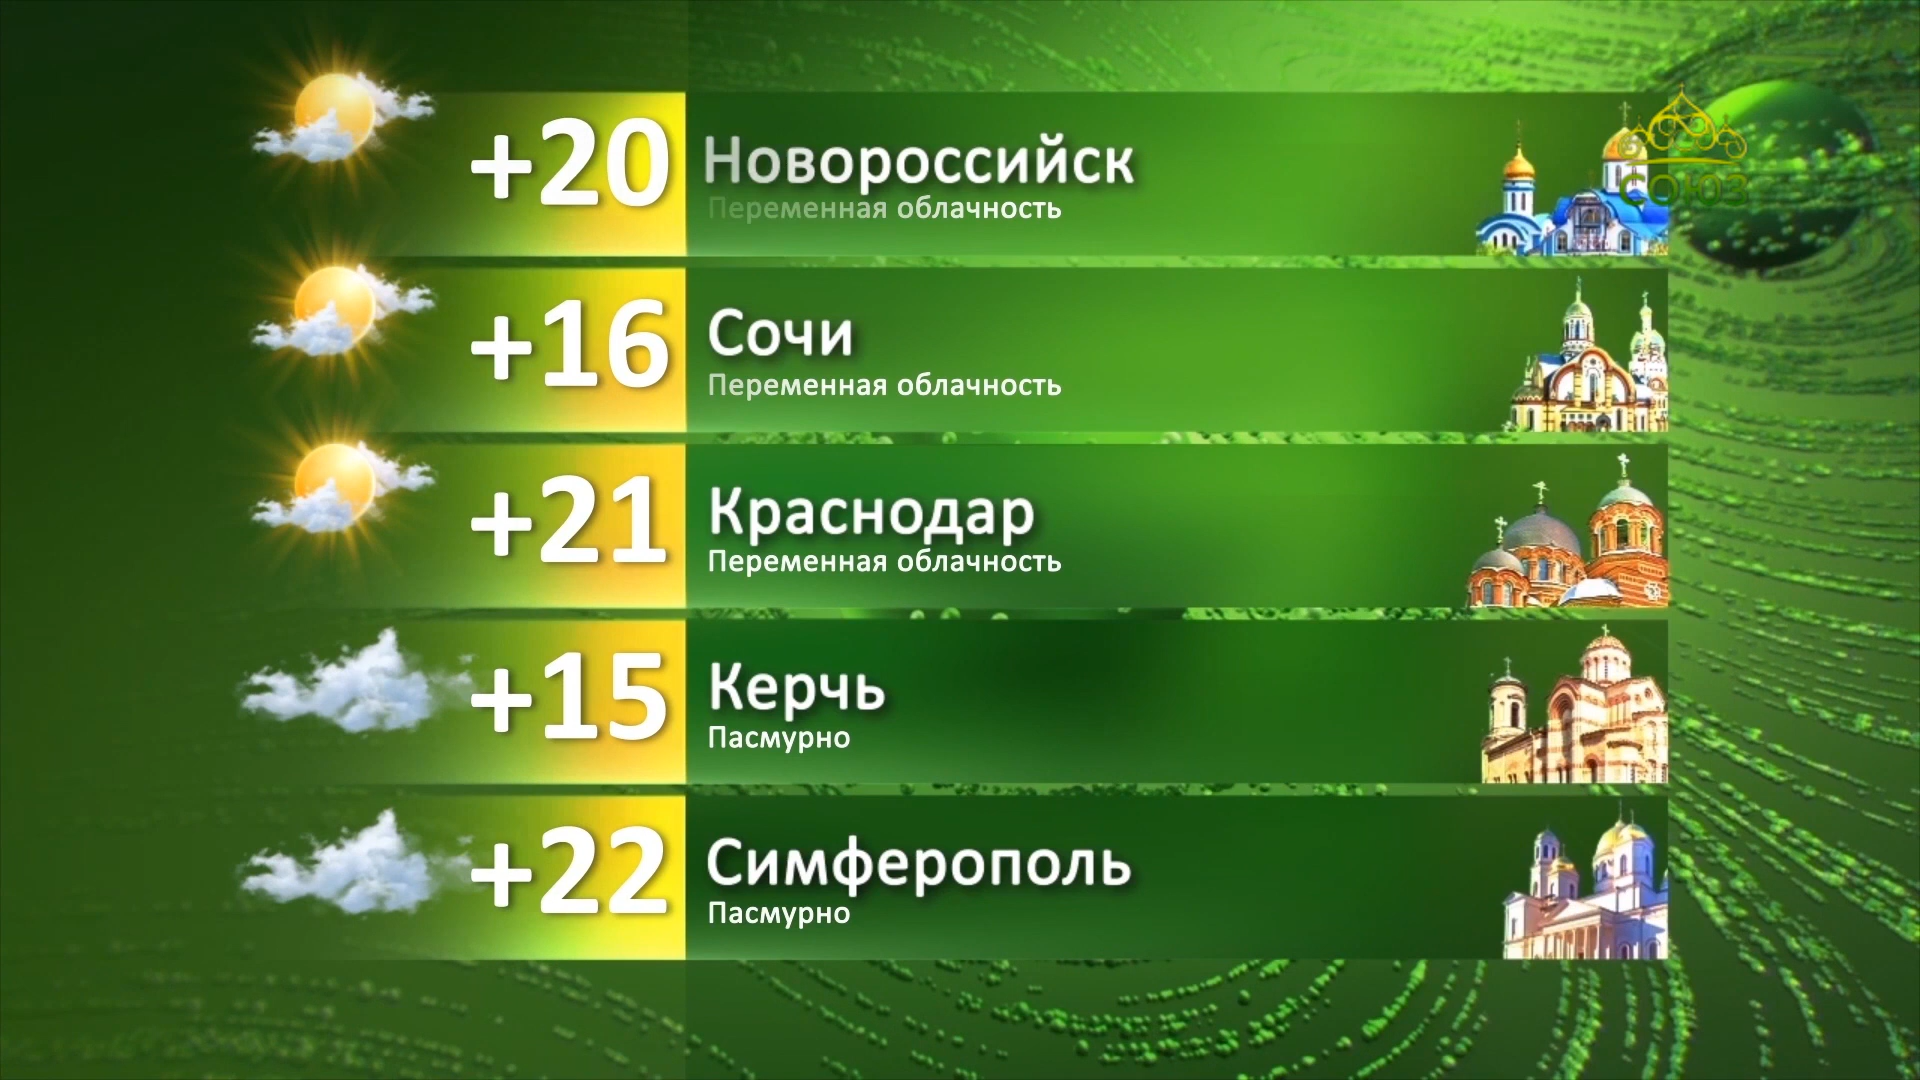 +20
Новороссийск
Переменная облачность
СОЮЗ
+16
Сочи
Переменная облачность
+21
Краснодар
Переменная облачность
+15
Керчь
Пасмурно
+22
Симферополь
Пасмурно